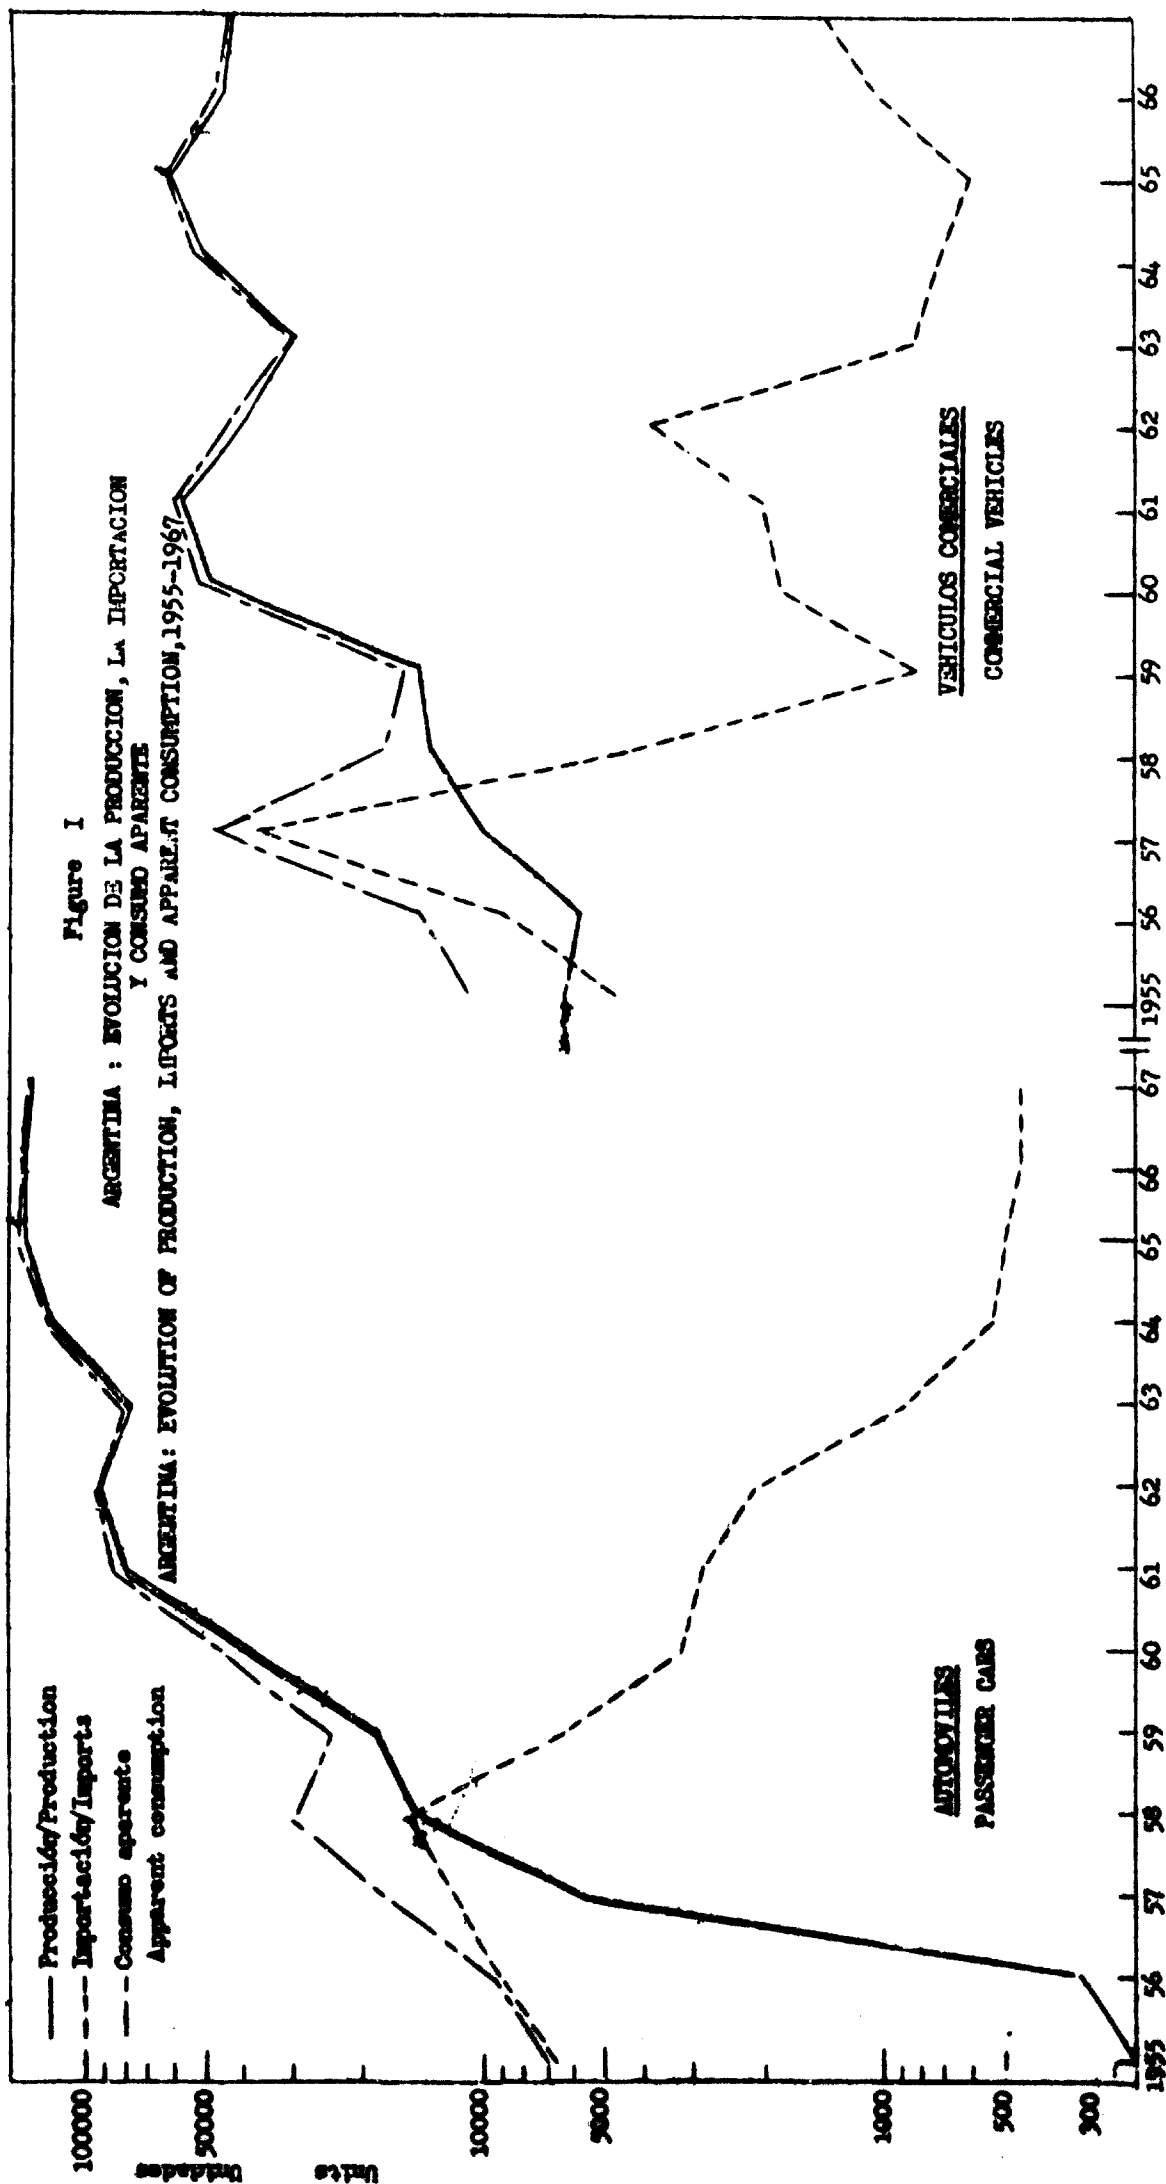 Figure I
ARGENTINA : EVOLUCION DE LA PRODUCCION, LA IMPORTACION
Y CONSUMO APARENTE
ARGENTINA: EVOLUTION OF PRODUCTION, IMPORTS AND APPARENT CONSUMPTION, 1955-1967
Producción/Production
Importación/Imports
Consumo aparente
Apparent consumption
Units
Unidades
100000
50000
10000
5000
1000
500
300
AUTOMOVILES
PASSENGER CARS
VEHICULOS COMERCIALES
COMMERCIAL VEHICLES
1955 56 57 58 59 60 61 62 63 64 65 66 67 1955 56 57 58 59 60 61 62 63 64 65 66